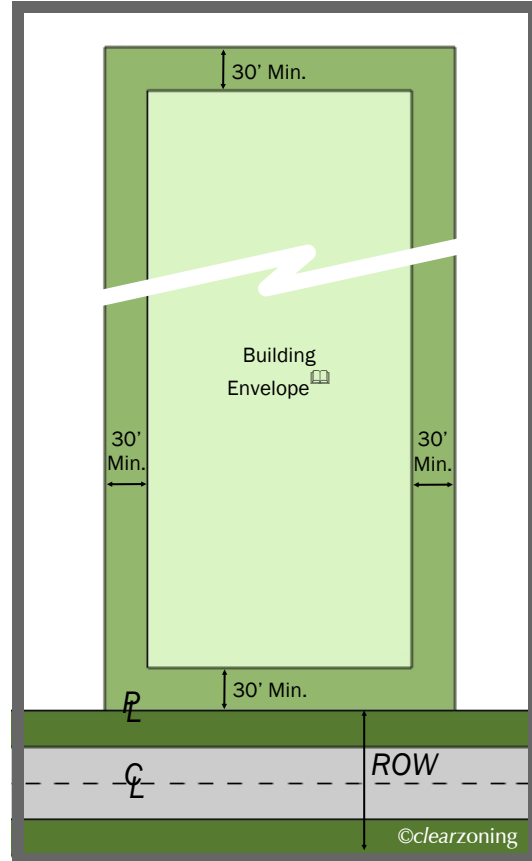 30’ Min.
Building
Envelope
30’
Min.
30’
Min.
30’ Min.
PL
CL
ROW
©clearzoning